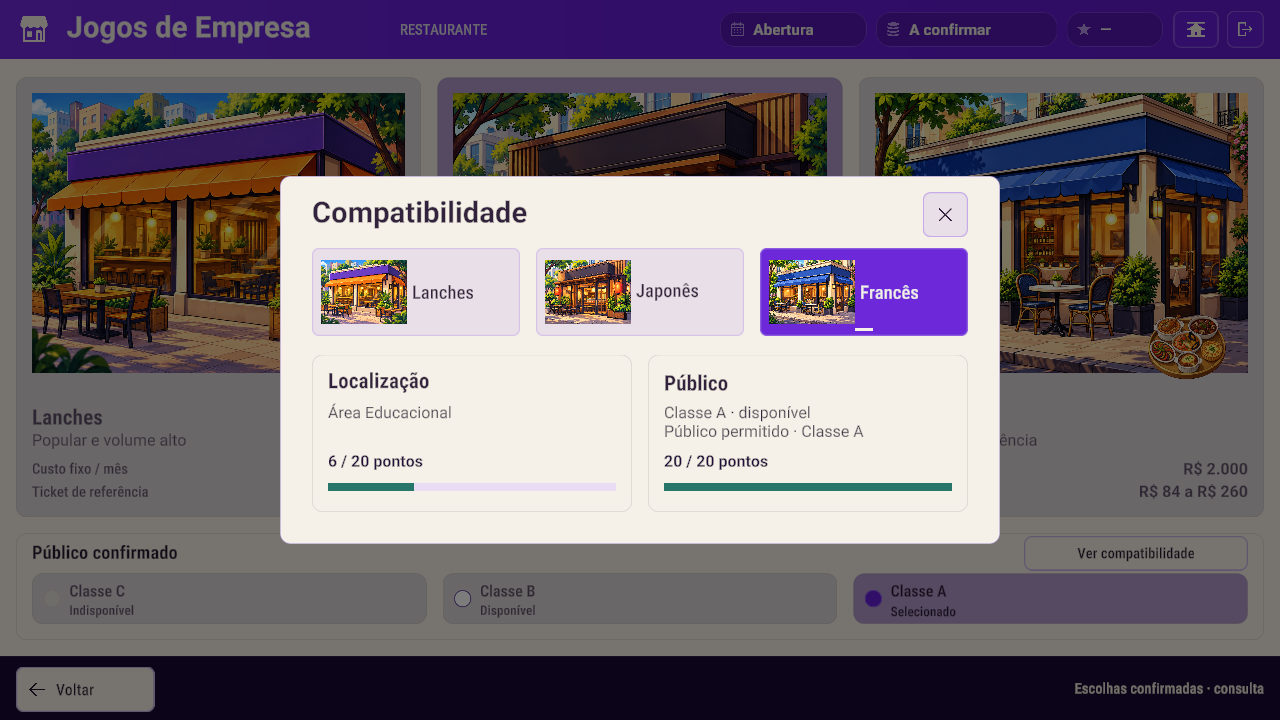 Jogos de Empresa
RESTAURANTE
Abertura
A confirmar
Compatibilidade
Lanches
Japonês
Francês
Localização
Área Educacional
6 / 20 pontos
Público
Classe A · disponível
Público permitido · Classe A
20 / 20 pontos
Lanches
Popular e volume alto
Custo fixo / mês
Ticket de referência
R$ 2.000
R$ 84 a R$ 260
Público confirmado
Ver compatibilidade
Classe C
Indisponível
Classe B
Disponível
Classe A
Selecionado
Voltar
Escolhas confirmadas · consulta